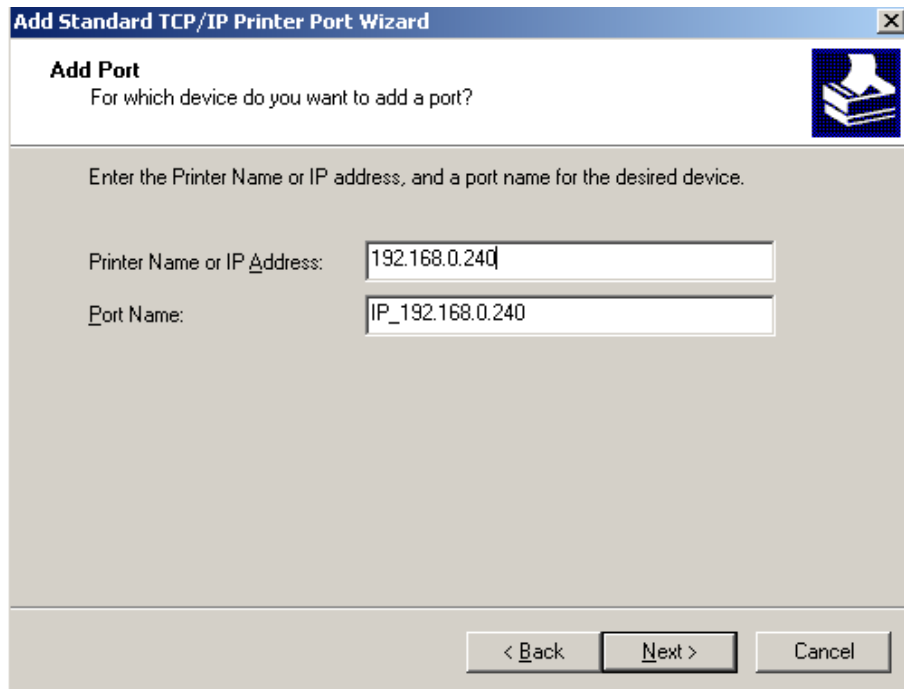 Add Standard TCP/IP Printer Port Wizard
Add Port
For which device do you want to add a port?
Enter the Printer Name or IP address, and a port name for the desired device.
Printer Name or IP Address: 192.168.0.240
Port Name: IP_192.168.0.240
< Back Next > Cancel